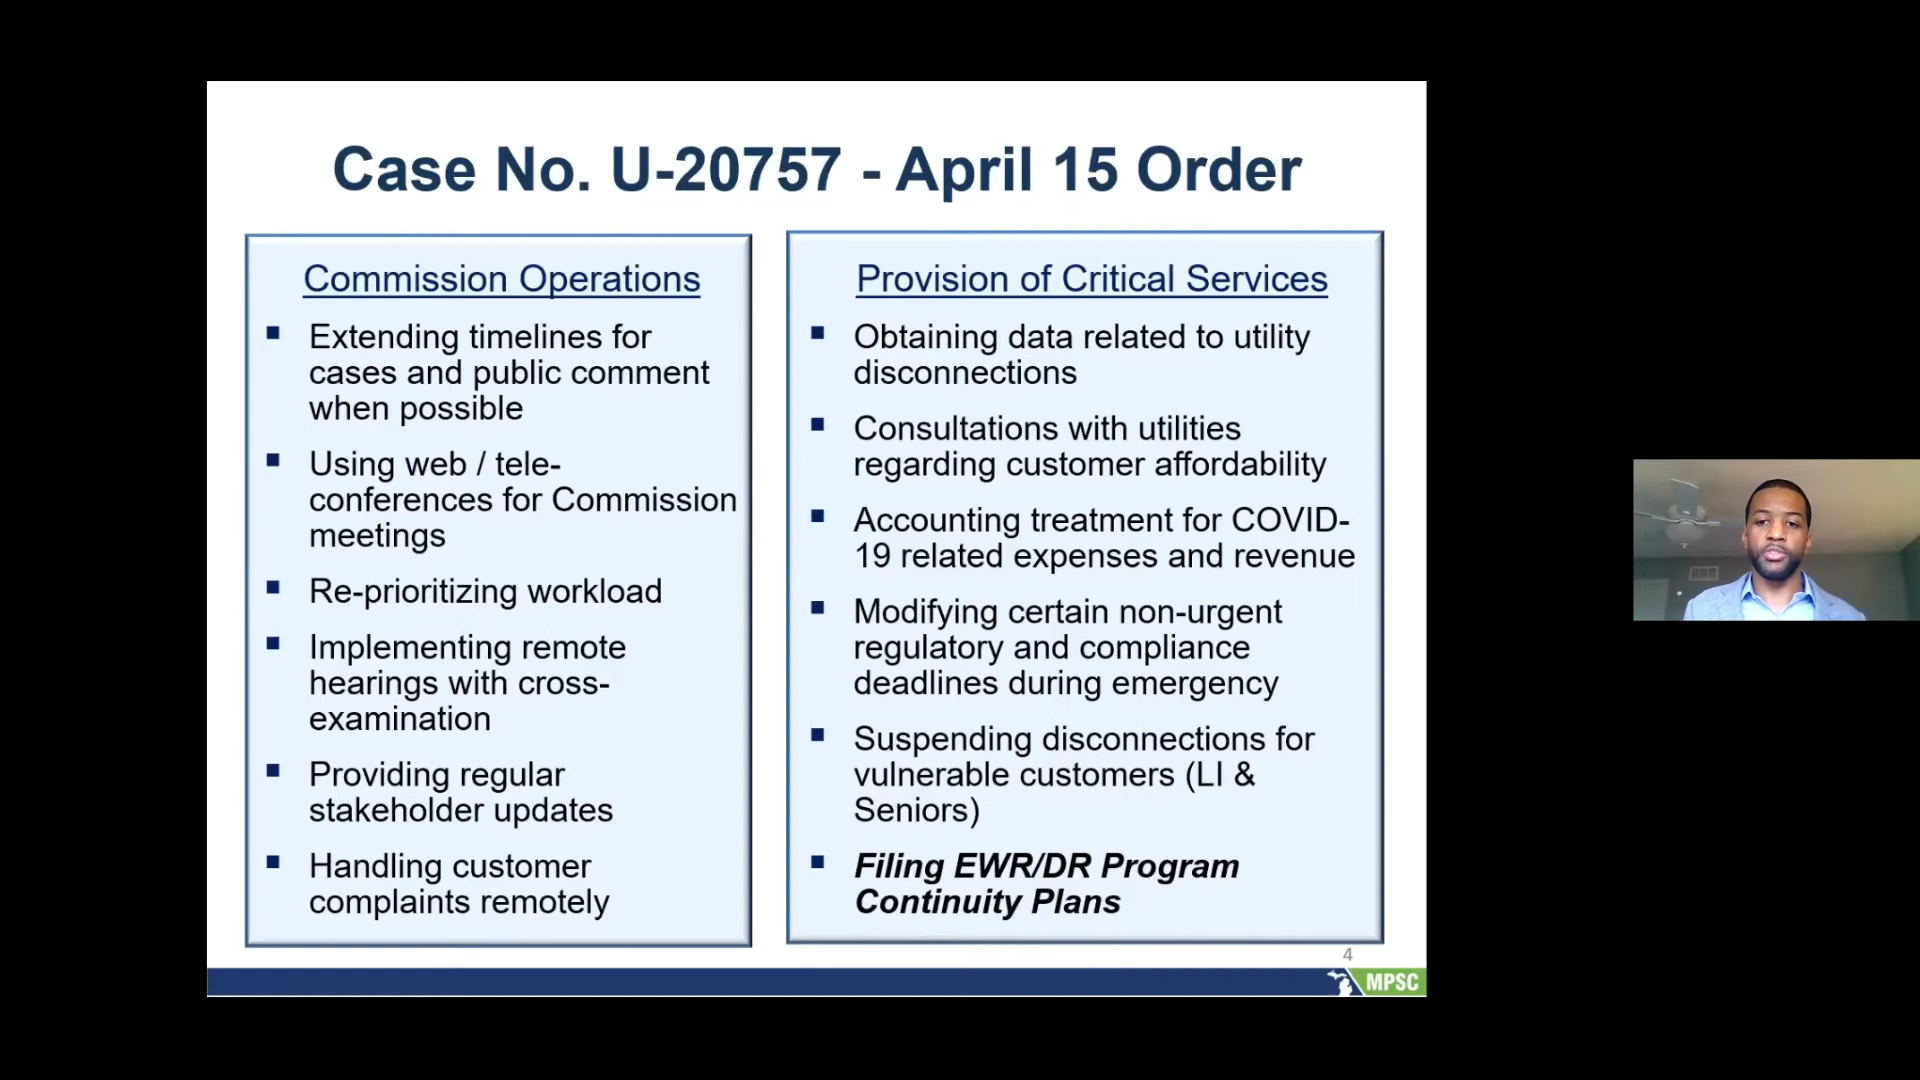 Case No. U-20757 - April 15 Order
Commission Operations
Extending timelines for
cases and public comment
when possible
Using web / tele-
conferences for Commission
meetings
Re-prioritizing workload
Implementing remote
hearings with cross-
examination
Providing regular
stakeholder updates
Handling customer
complaints remotely
Provision of Critical Services
Obtaining data related to utility
disconnections
Consultations with utilities
regarding customer affordability
Accounting treatment for COVID-
19 related expenses and revenue
Modifying certain non-urgent
regulatory and compliance
deadlines during emergency
Suspending disconnections for
vulnerable customers (LI &
Seniors)
Filing EWR/DR Program
Continuity Plans
4
MPSC